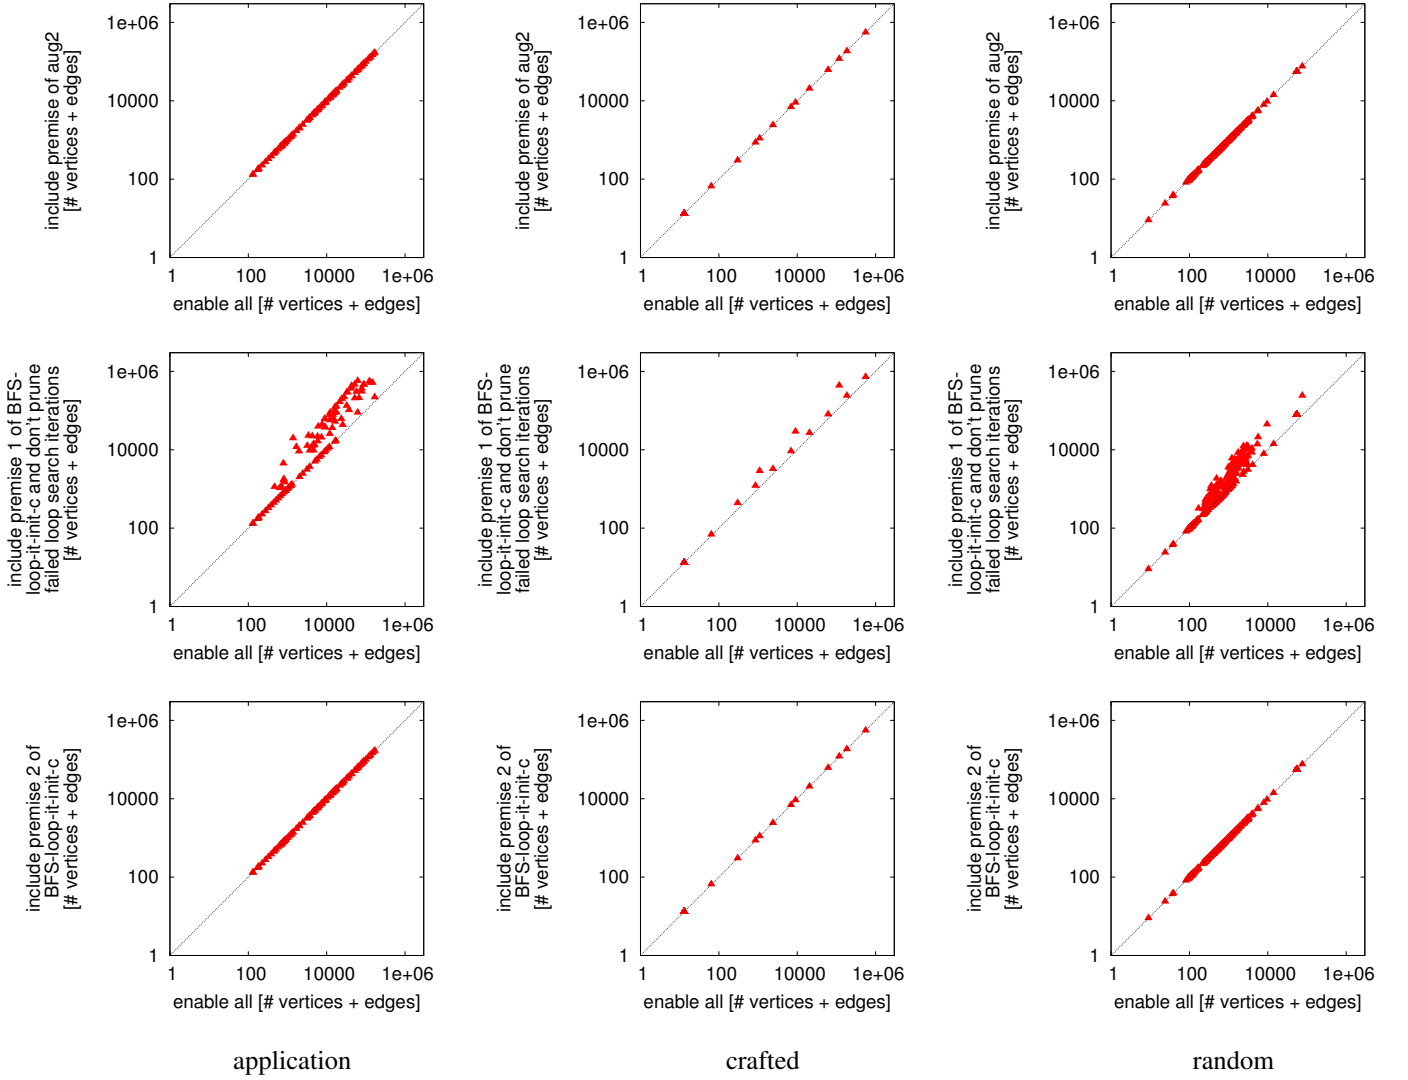 include premise of aug2
[# vertices + edges]
1e+06
10000
100
1
1
100
10000
1e+06
enable all [# vertices + edges]
include premise of aug2
[# vertices + edges]
1e+06
10000
100
1
1
100
10000
1e+06
enable all [# vertices + edges]
include premise of aug2
[# vertices + edges]
1e+06
10000
100
1
1
100
10000
1e+06
enable all [# vertices + edges]
include premise 1 of BFS-
loop-it-init-c and don't prune
failed loop search iterations
[# vertices + edges]
1e+06
10000
100
1
1
100
10000
1e+06
enable all [# vertices + edges]
include premise 1 of BFS-
loop-it-init-c and don't prune
failed loop search iterations
[# vertices + edges]
1e+06
10000
100
1
1
100
10000
1e+06
enable all [# vertices + edges]
include premise 1 of BFS-
loop-it-init-c and don't prune
failed loop search iterations
[# vertices + edges]
1e+06
10000
100
1
1
100
10000
1e+06
enable all [# vertices + edges]
include premise 2 of
BFS-loop-it-init-c
[# vertices + edges]
1e+06
10000
100
1
1
100
10000
1e+06
enable all [# vertices + edges]
include premise 2 of
BFS-loop-it-init-c
[# vertices + edges]
1e+06
10000
100
1
1
100
10000
1e+06
enable all [# vertices + edges]
include premise 2 of
BFS-loop-it-init-c
[# vertices + edges]
1e+06
10000
100
1
1
100
10000
1e+06
enable all [# vertices + edges]
application
crafted
random